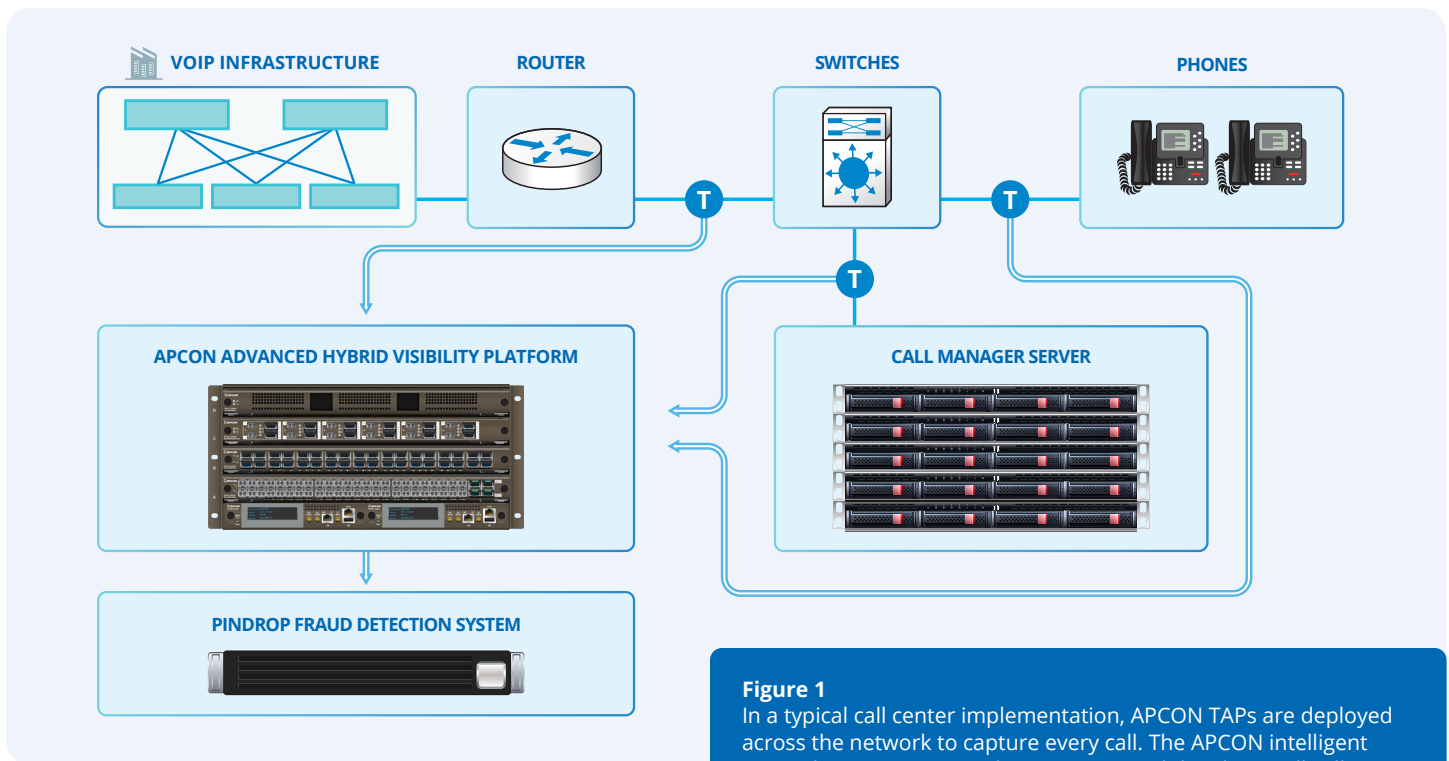 VOIP INFRASTRUCTURE
ROUTER
SWITCHES
PHONES
T
T
T
APCON ADVANCED HYBRID VISIBILITY PLATFORM
CALL MANAGER SERVER
D
C
B
A
PINDROP FRAUD DETECTION SYSTEM
Figure 1
In a typical call center implementation, APCON TAPs are deployed
across the network to capture every call. The APCON intelligent